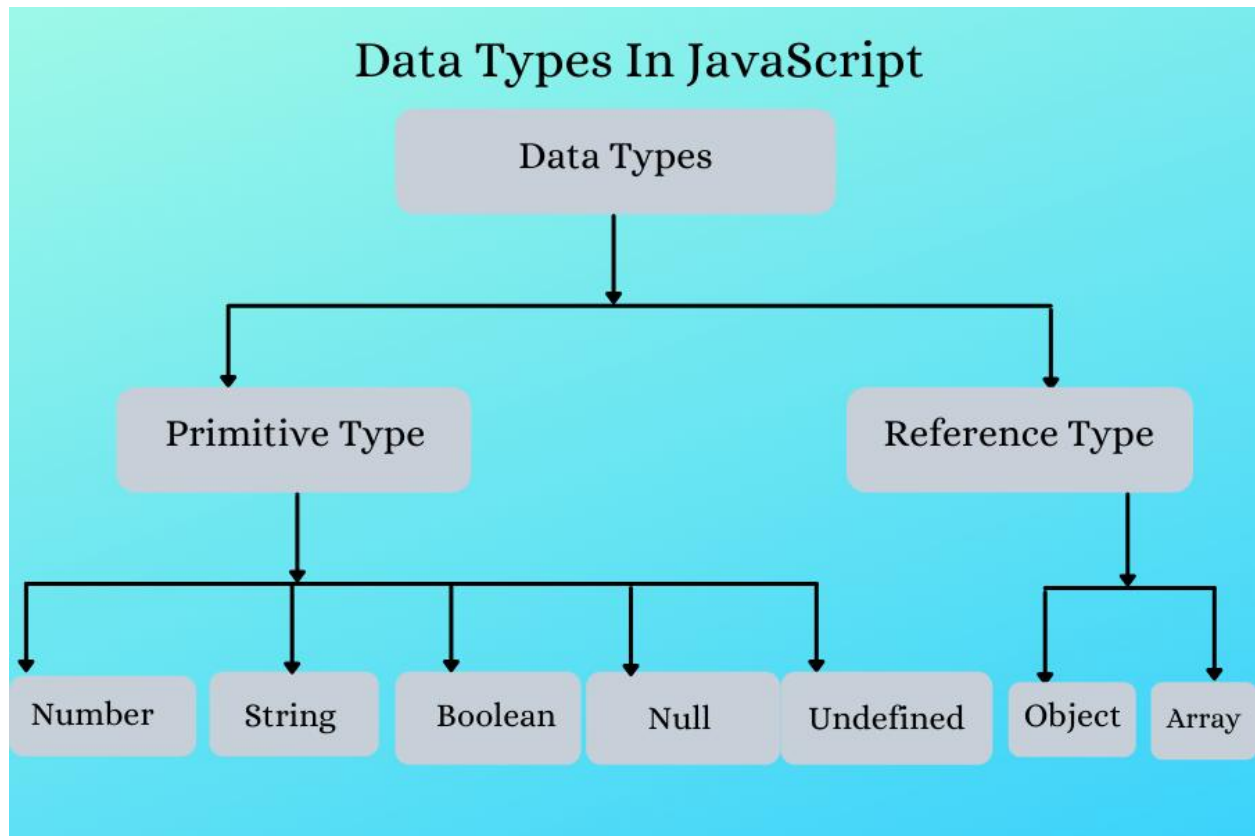 Data Types In JavaScript
Data Types
Primitive Type
Reference Type
Number
String
Boolean
Null
Undefined
Object
Array